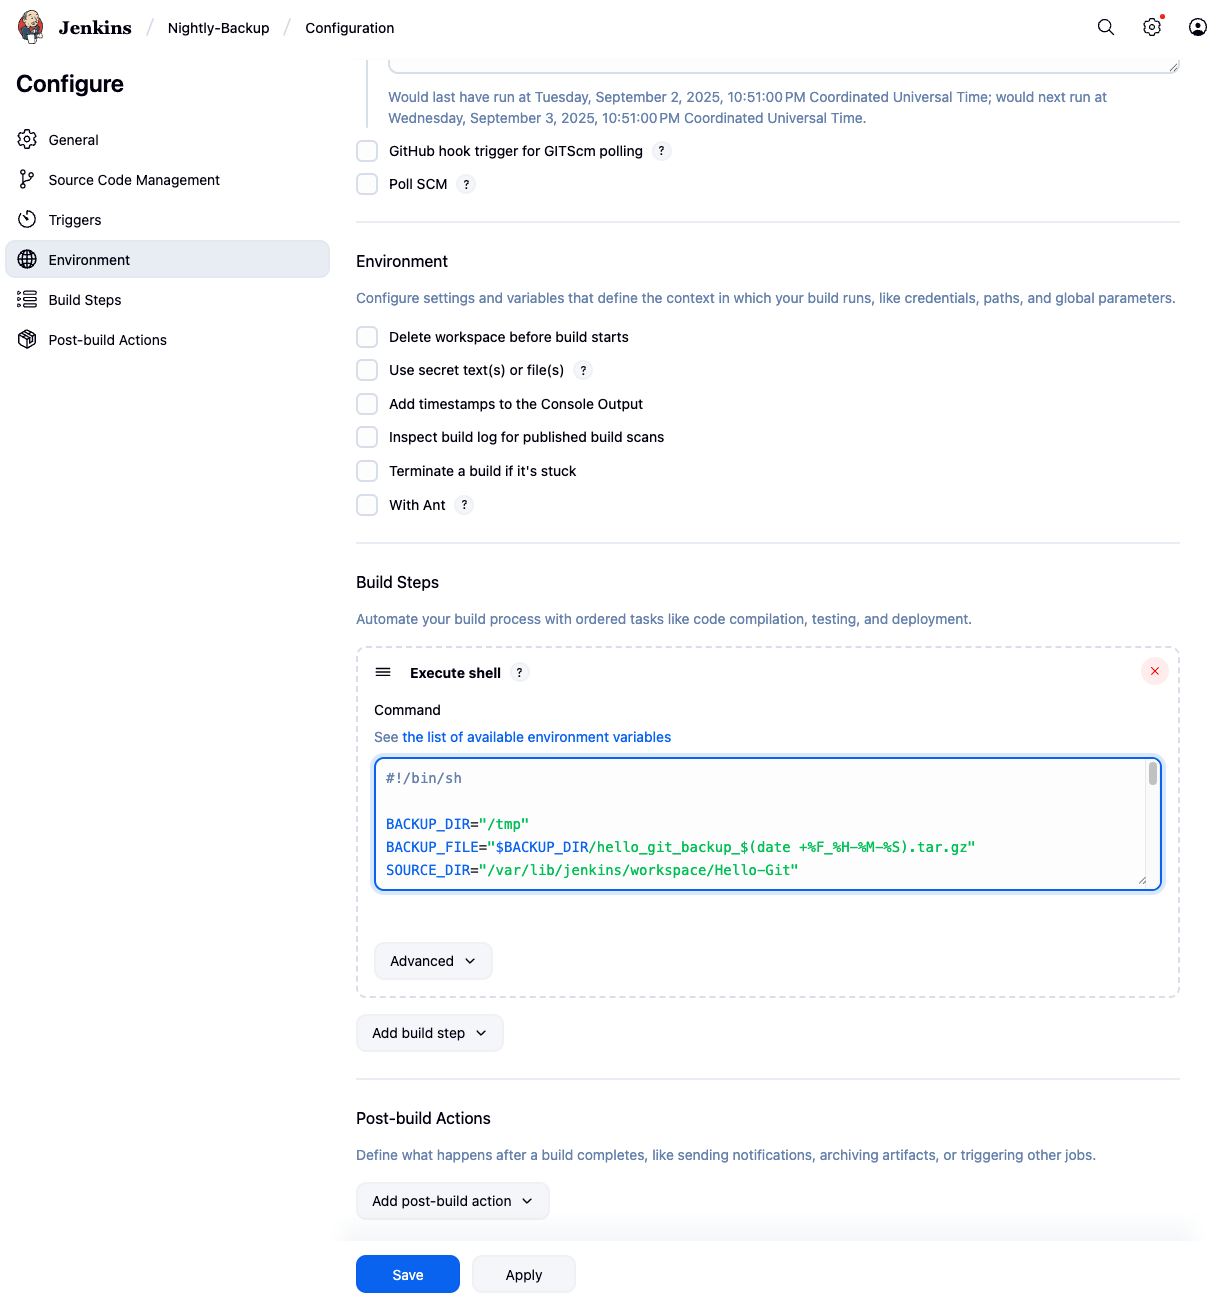 Jenkins / Nightly-Backup / Configuration
Configure
General
Source Code Management
Triggers
Environment
Build Steps
Post-build Actions
Would last have run at Tuesday, September 2, 2025, 10:51:00 PM Coordinated Universal Time; would next run at
Wednesday, September 3, 2025, 10:51:00 PM Coordinated Universal Time.
GitHub hook trigger for GITScm polling ?
Poll SCM ?
Environment
Configure settings and variables that define the context in which your build runs, like credentials, paths, and global parameters.
Delete workspace before build starts
Use secret text(s) or file(s) ?
Add timestamps to the Console Output
Inspect build log for published build scans
Terminate a build if it's stuck
With Ant ?
Build Steps
Automate your build process with ordered tasks like code compilation, testing, and deployment.
Execute shell ?
Command
See the list of available environment variables
#!/bin/sh
BACKUP_DIR="/tmp"
BACKUP_FILE="$BACKUP_DIR/hello_git_backup_$(date +%F_%H-%M-%S).tar.gz"
SOURCE_DIR="/var/lib/jenkins/workspace/Hello-Git"
Advanced
Add build step
Post-build Actions
Define what happens after a build completes, like sending notifications, archiving artifacts, or triggering other jobs.
Add post-build action
Save
Apply